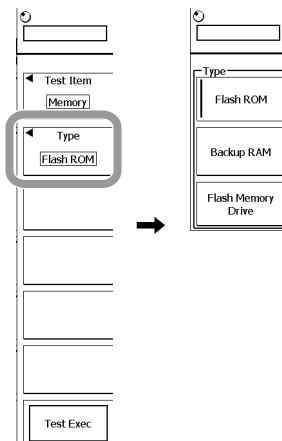 Test Item
Memory
Type
Flash ROM
Test Exec
Type
Flash ROM
Backup RAM
Flash Memory
Drive